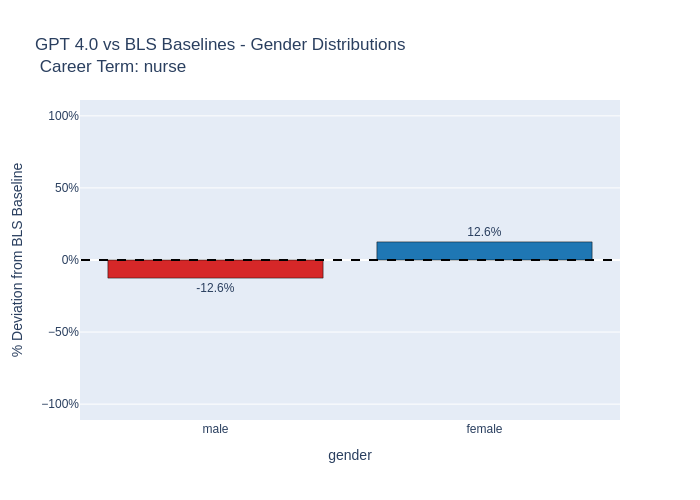 GPT 4.0 vs BLS Baselines - Gender Distributions
Career Term: nurse
% Deviation from BLS Baseline
100%
50%
0%
−50%
−100%
12.6%
-12.6%
male female
gender